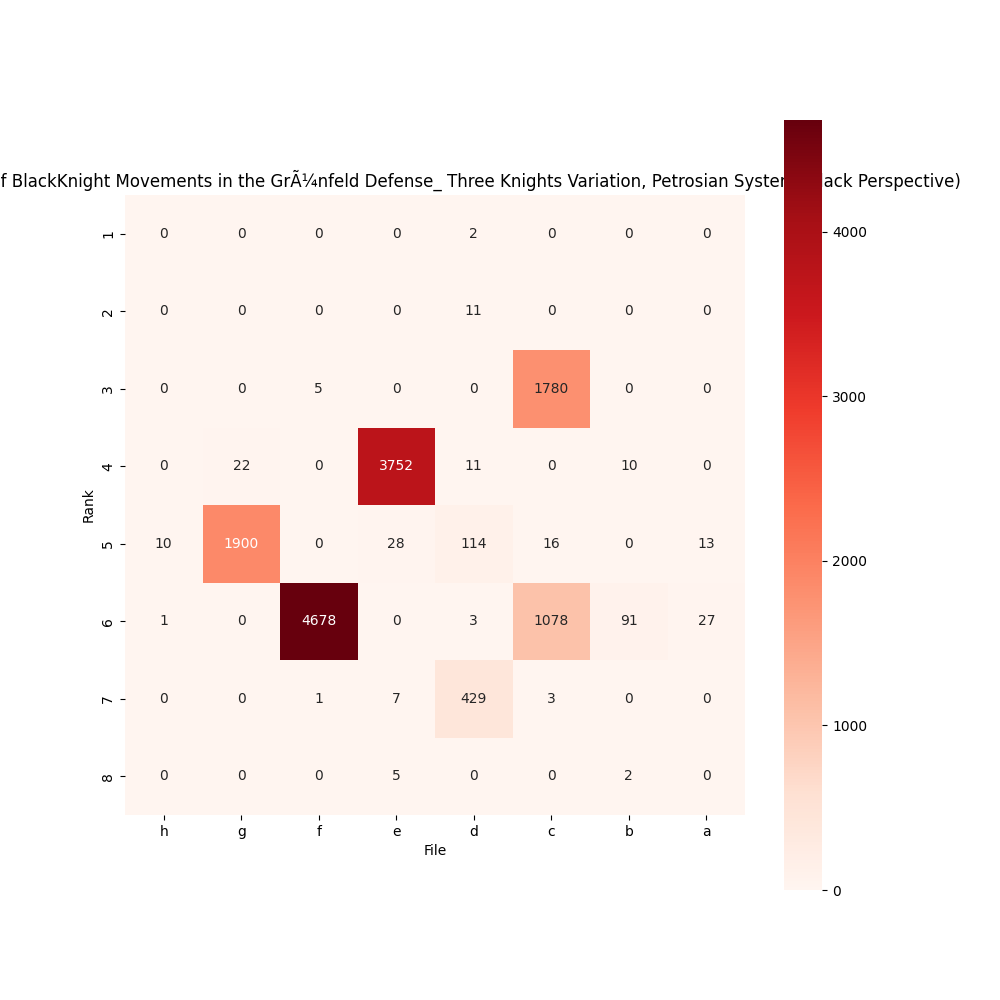 f BlackKnight Movements in the GrÃ¼nfeld Defense_ Three Knights Variation, Petrosian System ack Perspective)
1 0 0 0 0 2 0 0 0
2 0 0 0 0 11 0 0 0
3 0 0 5 0 0 1780 0 0
4 0 22 0 3752 11 0 10 0
Rank
5 10 1900 0 28 114 16 0 13
6 1 0 4678 0 3 1078 91 27
7 0 0 1 7 429 3 0 0
8 0 0 0 5 0 0 2 0
h g f e d c b a
File
4000
3000
2000
1000
0